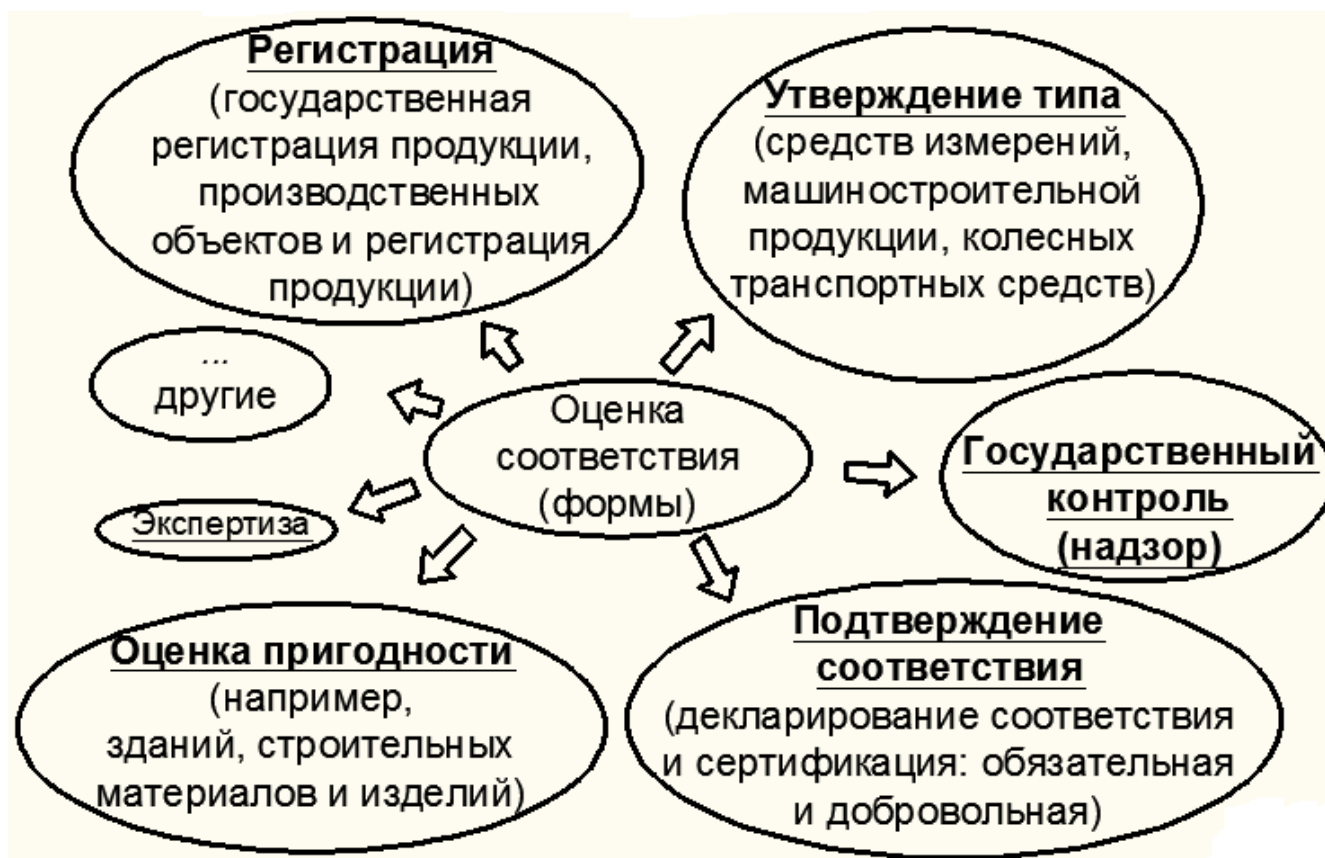 Регистрация
(государственная
регистрация продукции,
производственных
объектов и регистрация
продукции)
Утверждение типа
(средств измерений,
машиностроительной
продукции, колесных
транспортных средств)
...
другие
Оценка
соответствия
(формы)
Государственный
контроль
(надзор)
Экспертиза
Оценка пригодности
(например,
зданий, строительных
материалов и изделий)
Подтверждение
соответствия
(декларирование соответствия
и сертификация: обязательная
и добровольная)